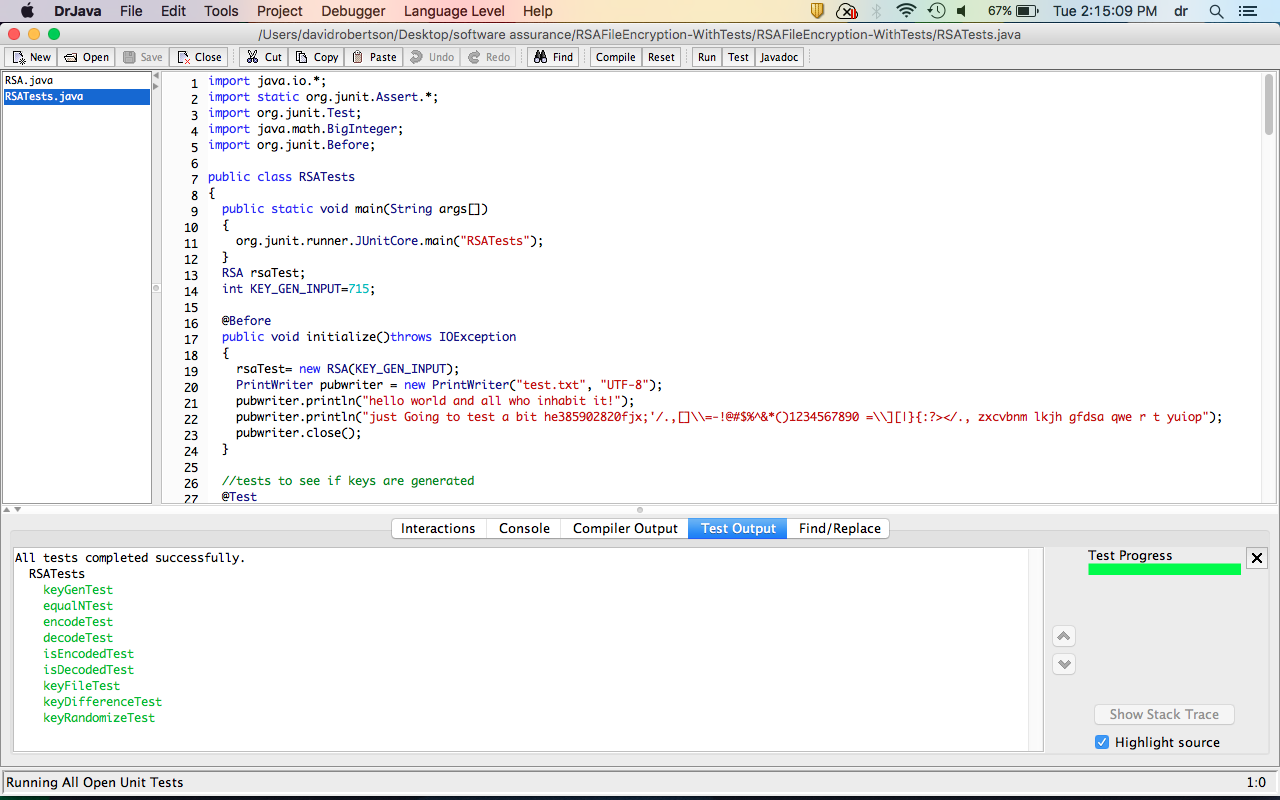 DrJava File Edit Tools Project Debugger Language Level Help 67% Tue 2:15:09 PM dr
/Users/davidrobertson/Desktop/software assurance/RSAFileEncryption-WithTests/RSAFileEncryption-WithTests/RSATests.java
New Open Save Close Cut Copy Paste Undo Redo Find Compile Reset Run Test Javadoc
RSA.java
RSATests.java
1 import java.io.*;
2 import static org.junit.Assert.*;
3 import org.junit.Test;
4 import java.math.BigInteger;
5 import org.junit.Before;
6
7 public class RSATests
8 {
9 public static void main(String args[])
10 {
11 org.junit.runner.JUnitCore.main("RSATests");
12 }
13 RSA rsaTest;
14 int KEY_GEN_INPUT=715;
15
16 @Before
17 public void initialize()throws IOException
18 {
19 rsaTest= new RSA(KEY_GEN_INPUT);
20 PrintWriter pubwriter = new PrintWriter("test.txt", "UTF-8");
21 pubwriter.println("hello world and all who inhabit it!");
22 pubwriter.println("just Going to test a bit he385902820fjx;'/.,[]\\=-!@#$%^&*()1234567890 =\\][|}{:?></., zxcvbnm lkjh gfdsa qwe r t yuiop");
23 pubwriter.close();
24 }
25
26 //tests to see if keys are generated
27 @Test
Interactions Console Compiler Output Test Output Find/Replace
All tests completed successfully.
RSATests
keyGenTest
equalNTest
encodeTest
decodeTest
isEncodedTest
isDecodedTest
keyFileTest
keyDifferenceTest
keyRandomizeTest
Test Progress
Show Stack Trace
Highlight source
Running All Open Unit Tests 1:0